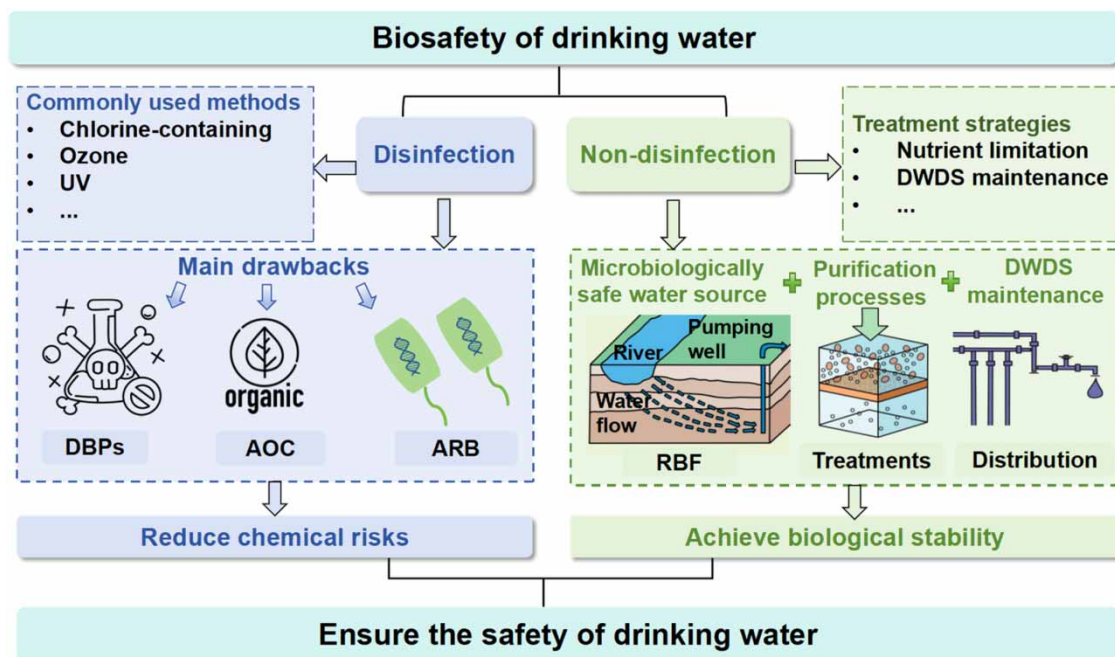 Biosafety of drinking water
Commonly used methods
• Chlorine-containing
• Ozone
• UV
• ...
Disinfection
Non-disinfection
Treatment strategies
• Nutrient limitation
• DWDS maintenance
• ...
Main drawbacks
organic
DBPs
AOC
ARB
Microbiologically
safe water source
+
Purification
processes
+
DWDS
maintenance
Pumping
well
River
Water
flow
RBF
Treatments
Distribution
Reduce chemical risks
Achieve biological stability
Ensure the safety of drinking water